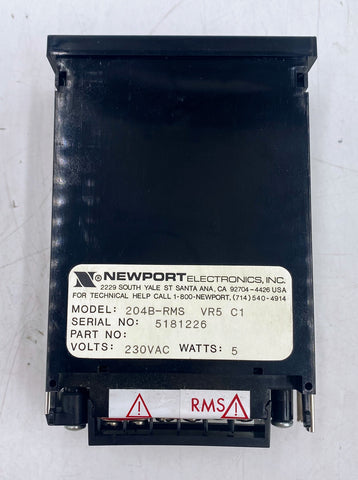 NEWPORT ELECTRONICS, INC.
2229 SOUTH YALE ST SANTA ANA, CA 92704-4426 USA
FOR TECHNICAL HELP CALL 1-800-NEWPORT, (714) 540-4914
MODEL: 204B-RMS VR5 C1
SERIAL NO: 5181226
PART NO:
VOLTS: 230VAC WATTS: 5
RMS